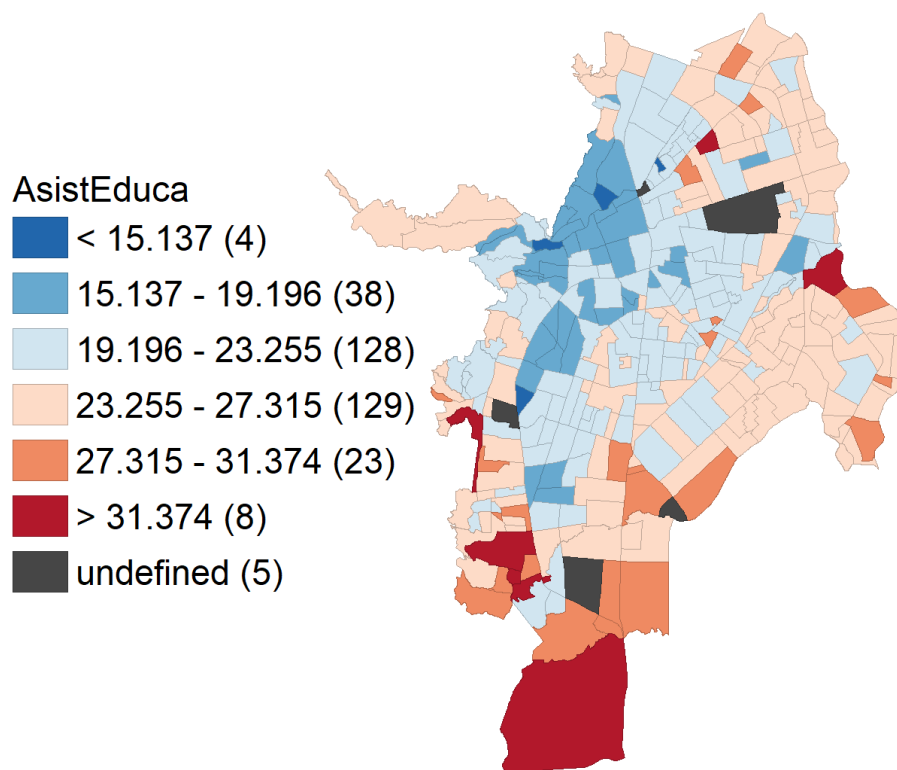 AsistEduca
< 15.137 (4)
15.137 - 19.196 (38)
19.196 - 23.255 (128)
23.255 - 27.315 (129)
27.315 - 31.374 (23)
> 31.374 (8)
undefined (5)